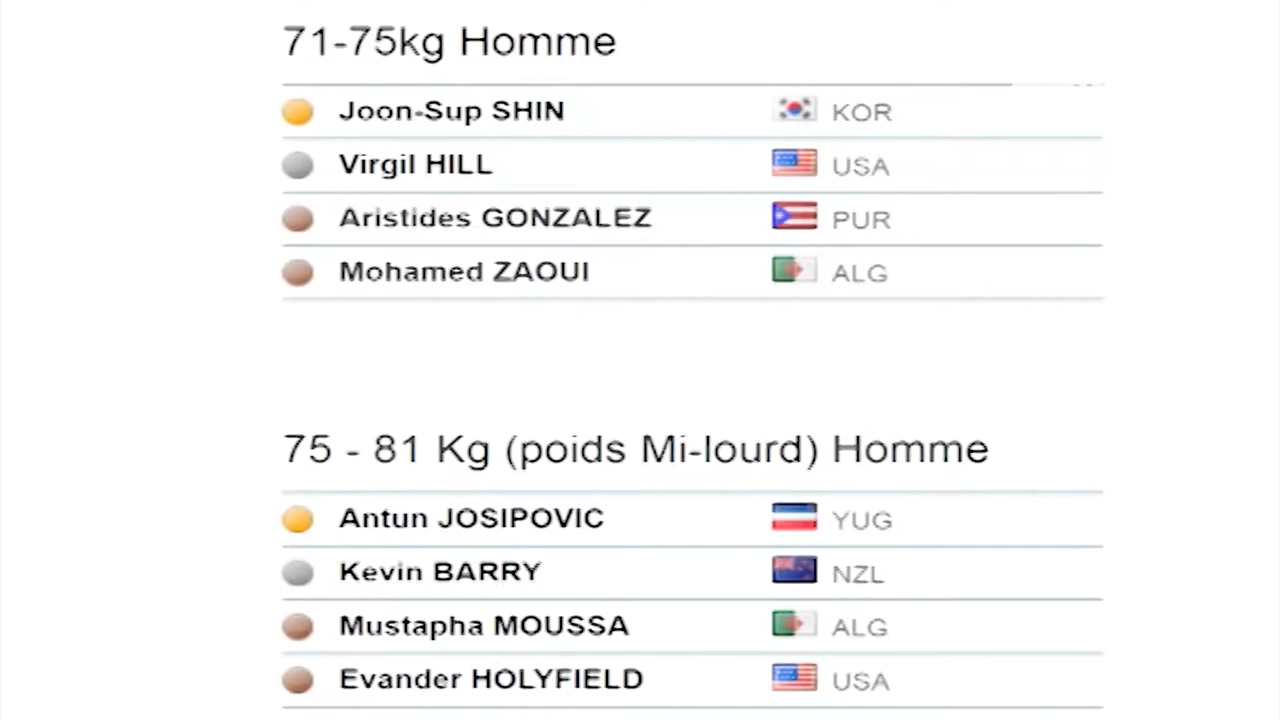 71-75kg Homme
Joon-Sup SHIN KOR
Virgil HILL USA
Aristides GONZALEZ PUR
Mohamed ZAOUI ALG
75 - 81 Kg (poids Mi-lourd) Homme
Antun JOSIPOVIC YUG
Kevin BARRY NZL
Mustapha MOUSSA ALG
Evander HOLYFIELD USA